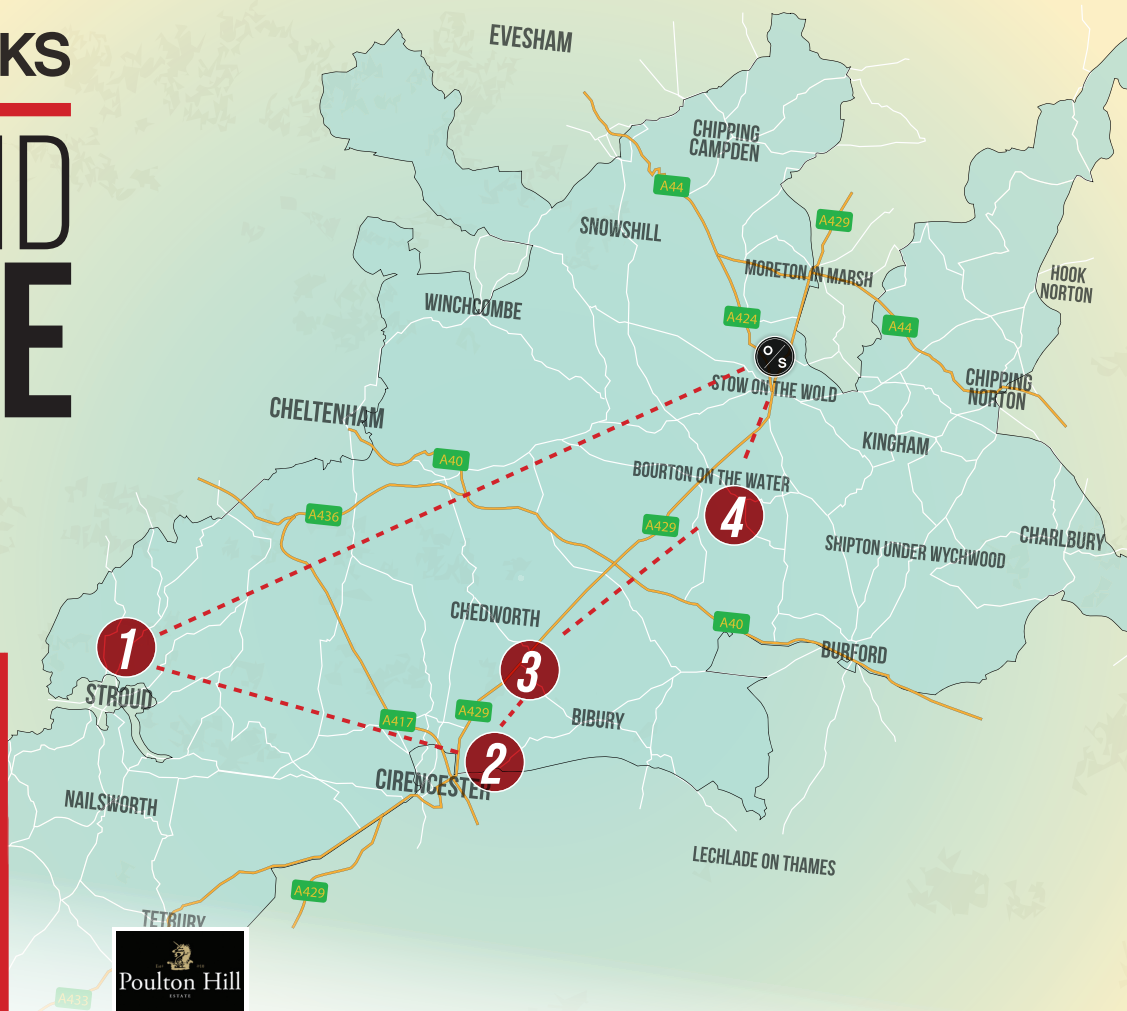 KS
EVESHAM
D
CHIPPING
CAMPDEN
A44
A429
SNOWSHILL
MORETON IN MARSH
HOOK
NORTON
WINCHCOMBE
A424
A44
O/S
E
STOW ON THE WOLD
CHIPPING
NORTON
CHELTENHAM
KINGHAM
A40
BOURTON ON THE WATER
A436
4
A429
CHARLBURY
SHIPTON UNDER WYCHWOOD
CHEDWORTH
A40
1
BURFORD
3
STROUD
A429
A417
BIBURY
2
CIRENCESTER
NAILSWORTH
LECHLADE ON THAMES
A429
TETBURY
Poulton Hill
ESTATE
A433